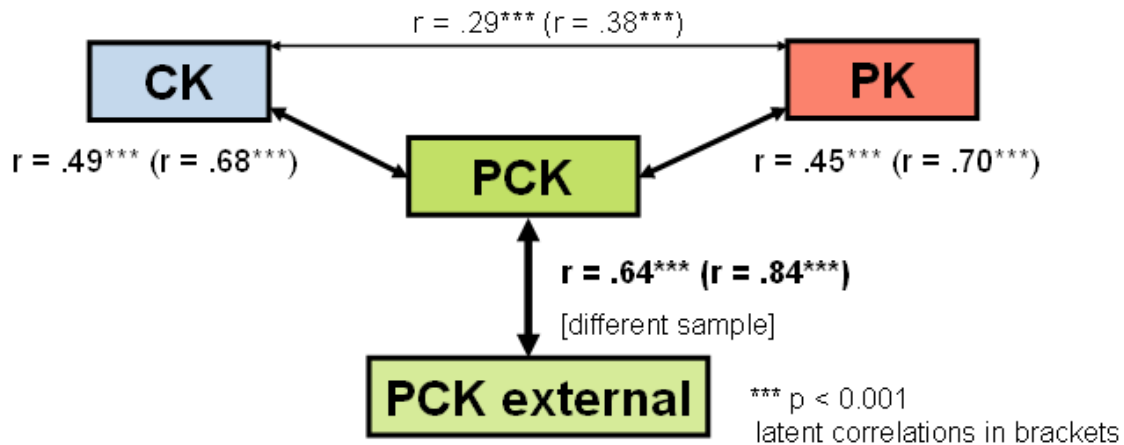 r = .29*** (r = .38***)
CK
PK
r = .49*** (r = .68***)
PCK
r = .45*** (r = .70***)
r = .64*** (r = .84***)
[different sample]
PCK external
*** p < 0.001
latent correlations in brackets